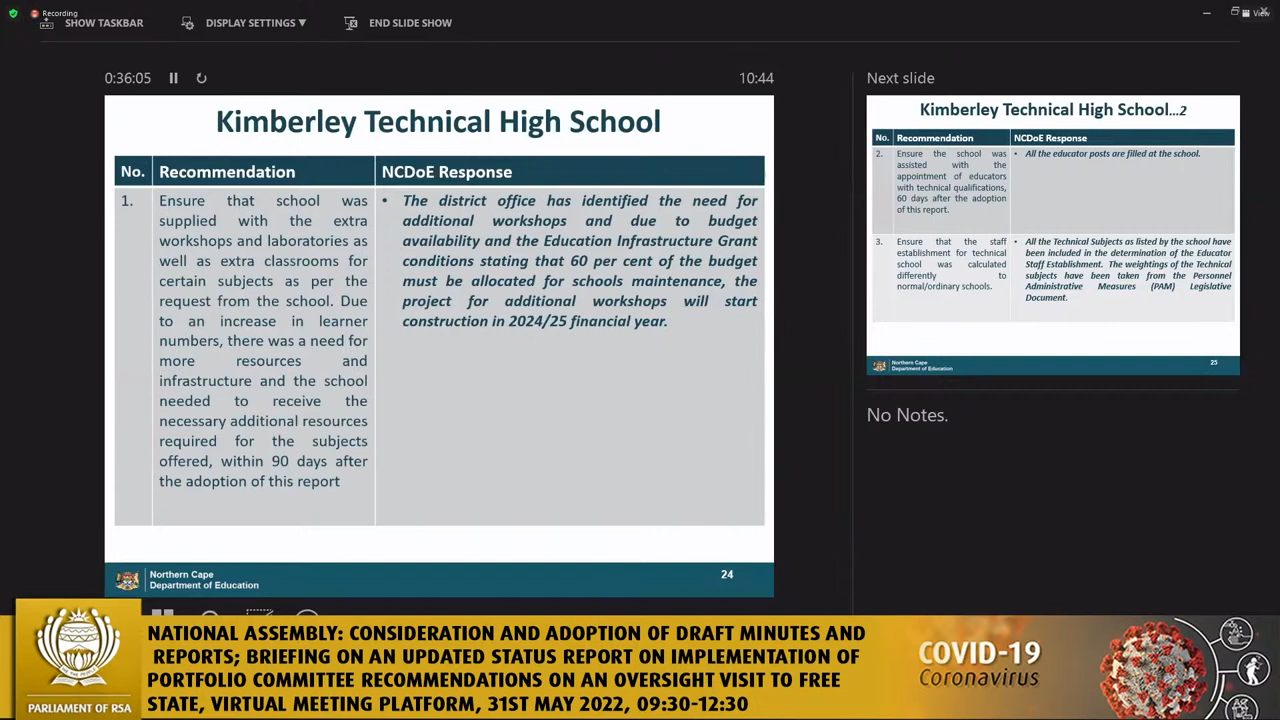 Recording
SHOW TASKBAR
DISPLAY SETTINGS ▼
END SLIDE SHOW
View
0:36:05
10:44
Kimberley Technical High School
No. Recommendation NCDoE Response
1. Ensure that school was
supplied with the extra
workshops and laboratories as
well as extra classrooms for
certain subjects as per the
request from the school. Due
to an increase in learner
numbers, there was a need for
more resources and
infrastructure and the school
needed to receive the
necessary additional resources
required for the subjects
offered, within 90 days after
the adoption of this report
• The district office has identified the need for
additional workshops and due to budget
availability and the Education Infrastructure Grant
conditions stating that 60 per cent of the budget
must be allocated for schools maintenance, the
project for additional workshops will start
construction in 2024/25 financial year.
Northern Cape
Department of Education
24
Next slide
Kimberley Technical High School...2
No. Recommendation NCDoE Response
2. Ensure the school was
assisted with the
appointment of educators
with technical qualifications,
60 days after the adoption
of this report.
• All the educator posts are filled at the school.
3. Ensure that the staff
establishment for technical
school was calculated
differently to
normal/ordinary schools.
• All the Technical Subjects as listed by the school have
been included in the determination of the Educator
Staff Establishment. The weightings of the Technical
subjects have been taken from the Personnel
Administrative Measures (PAM) Legislative
Document.
Northern Cape
Department of Education
25
No Notes.
PARLIAMENT OF RSA
NATIONAL ASSEMBLY: CONSIDERATION AND ADOPTION OF DRAFT MINUTES AND
REPORTS; BRIEFING ON AN UPDATED STATUS REPORT ON IMPLEMENTATION OF
PORTFOLIO COMMITTEE RECOMMENDATIONS ON AN OVERSIGHT VISIT TO FREE
STATE, VIRTUAL MEETING PLATFORM, 31ST MAY 2022, 09:30-12:30
COVID-19
Coronavirus